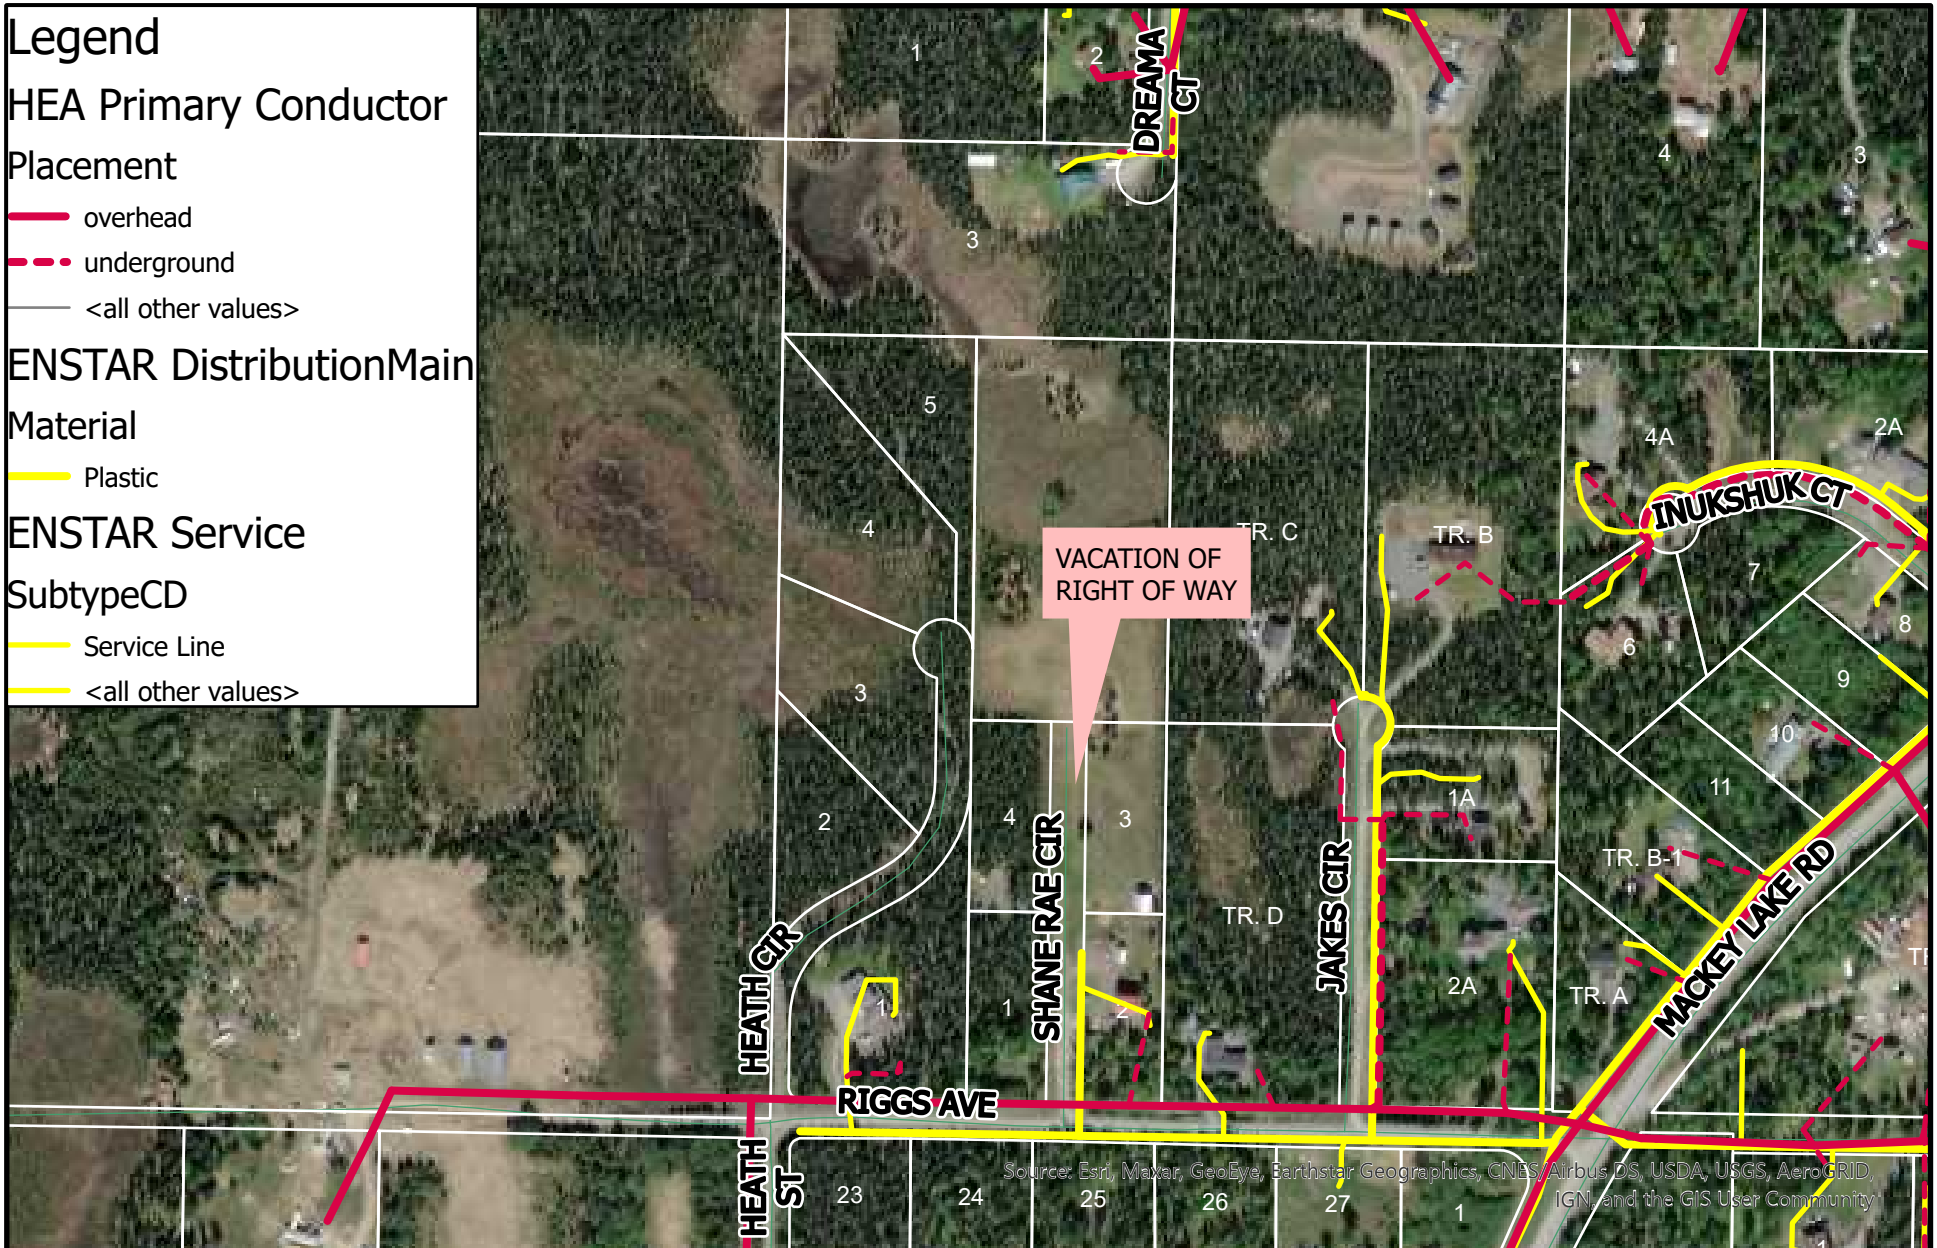 Legend
HEA Primary Conductor
Placement
overhead
underground
<all other values>
ENSTAR DistributionMain
Material
Plastic
ENSTAR Service
SubtypeCD
Service Line
<all other values>
1
2
DREAMA
CT
4
3
3
5
4A
2A
4
TR. C
TR. B
INUKSHUK CT
VACATION OF
RIGHT OF WAY
7
8
6
3
9
10
11
2
4
3
1A
TR. B-1
SHANE RAE CIR
JAKES CIR
MACKEY LAKE RD
TR. D
HEATH CIR
2A
TR. A
1
1
2
RIGGS AVE
HEATH
ST
Source: Esri, Maxar, GeoEye, Earthstar Geographics, CNES/Airbus DS, USDA, USGS, AeroGRID,
IGN, and the GIS User Community
23
24
25
26
27
1
1